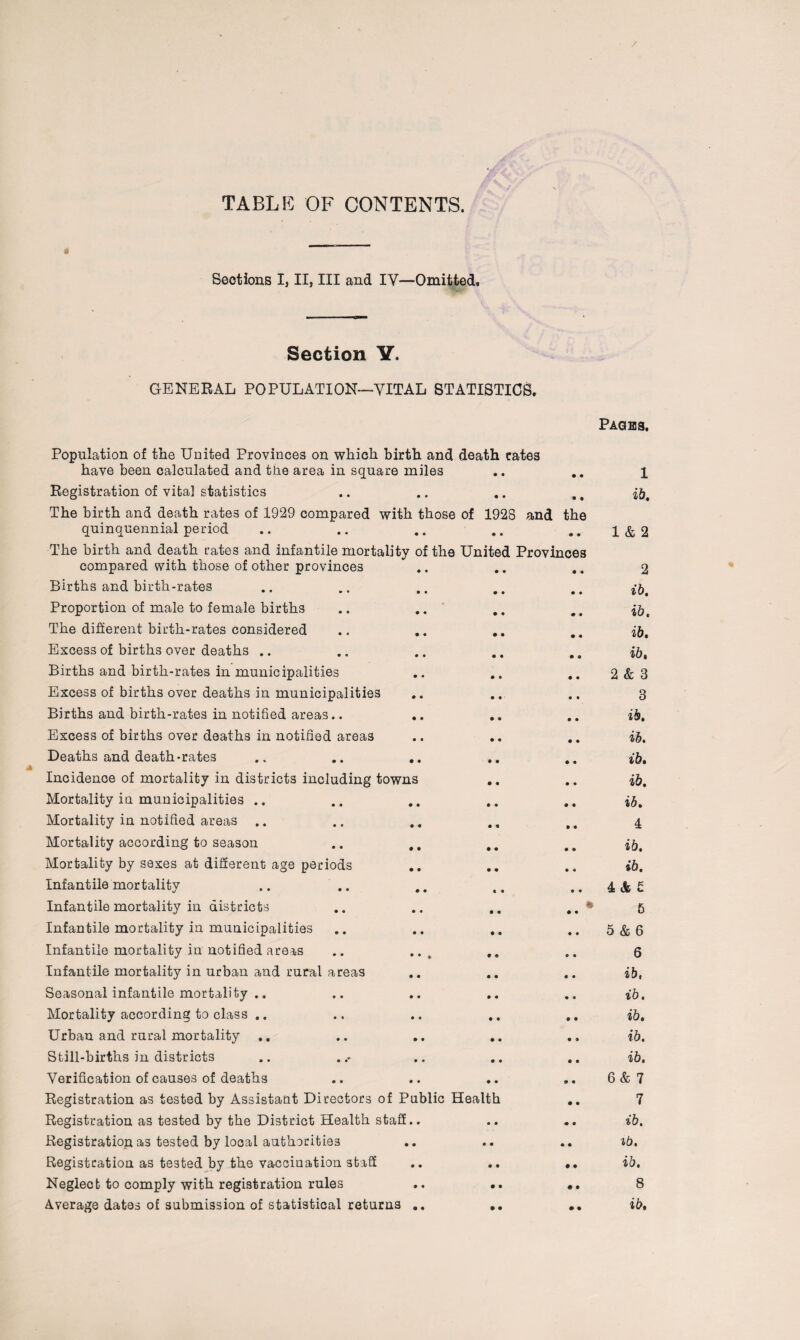 TABLE OF CONTENTS.
Sections I, II, III and IV—Omitted.
Section V.
GENERAL POPULATION—VITAL STATISTICS.
PAGES.
Population of the United Provinces on which birth and death rates
have been calculated and the area in square miles .. .. 1
Registration of vital statistics .. .. .. .. ib.
The birth and death rates of 1929 compared with those of 1928 and the
quinquennial period .. .. .. .. .. 1 & 2
The birth and death rates and infantile mortality of the United Provinces
compared with those of other provinces .. .. .. 2
Births and birth-rates .. .. .. .. .. ib.
Proportion of male to female births .. .. .. .. ib.
The different birth-rates considered .. .. .. .. ib.
Excess of births over deaths .. .. .. .. .. ib.
Births and birth-rates in municipalities .. .. .. 2 & 3
Excess of births over deaths in municipalities .. .. .. 3
Births and birth-rates in notified areas .. .. .. .. ib.
Excess of births over deaths in notified areas .. .. .. ib.
Deaths and death-rates .. .. .. .. .. ib.
Incidence of mortality in districts including towns .. .. ib.
Mortality in municipalities .. .. .. .. .. ib.
Mortality in notified areas .. .. .. .. .. 4
Mortality according to season .. .. .. .. ib.
Mortality by sexes at different age periods .. .. .. ib.
Infantile mortality .. .. .. .. .. 4 & 5
Infantile mortality in districts .. .. .. .. 5
Infantile mortality in municipalities .. .. .. .. 5 & 6
Infantile mortality in notified areas .. .. .. .. 6
Infantile mortality in urban and rural areas .. .. .. ib.
Seasonal infantile mortality .. .. .. .. .. ib.
Mortality according to class .. .. .. .. .. ib.
Urban and rural mortality .. .. .. .. .. ib.
Still-births in districts .. .. .. .. .. ib.
Verification of causes of deaths .. .. .. .. 6 & 7
Registration as tested by Assistant Directors of Public Health .. 7
Registration as tested by the District Health staff .. .. .. ib.
Registration as tested by local authorities .. .. .. ib.
Registration as tested by the vaccination staff .. .. .. ib.
Neglect to comply with registration rules .. .. .. 8
Average dates of submission of statistical returns .. .. .. ib.